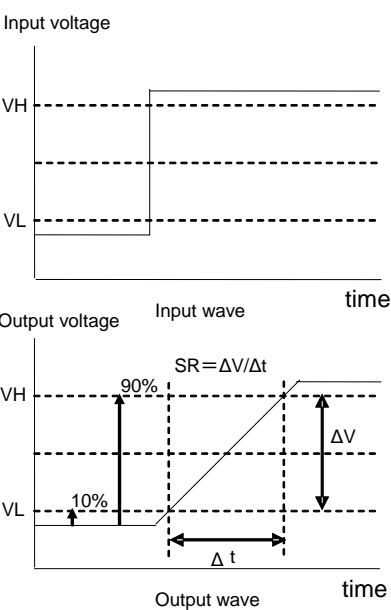 Input voltage
VH
VL
time
Input wave
Output voltage
SR＝ΔV/Δt
90%
VH
ΔV
10%
VL
Δ t
time
Output wave